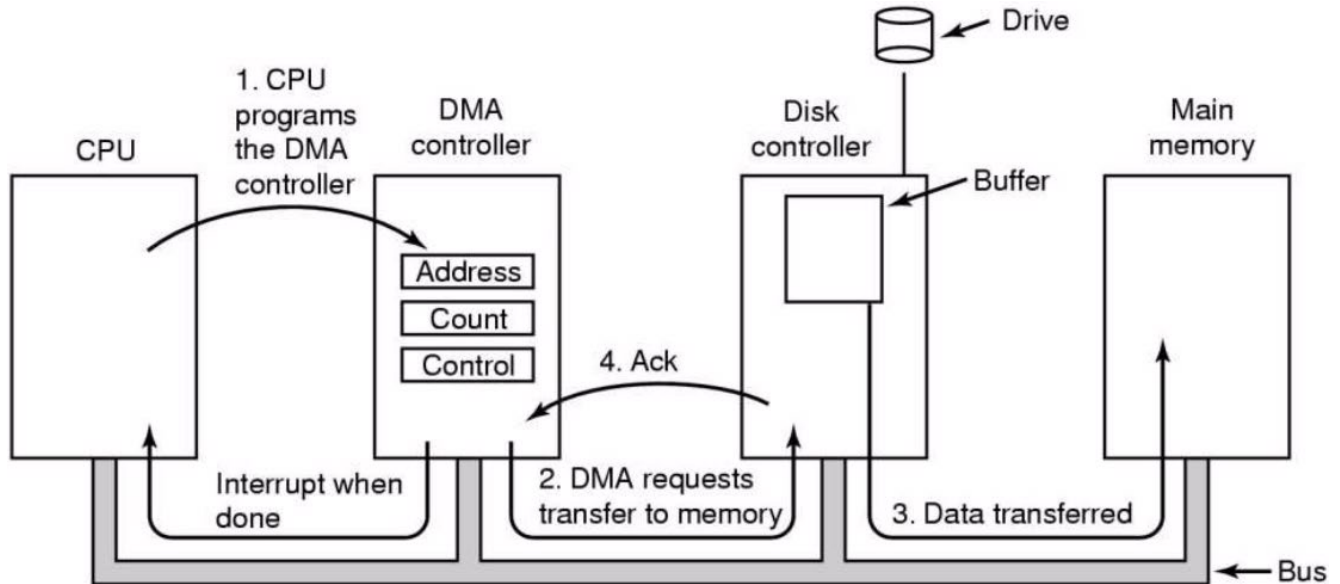 Drive
1. CPU
programs
the DMA
controller
CPU
DMA
controller
Disk
controller
Main
memory
Buffer
Address
Count
Control
4. Ack
Interrupt when
done
2. DMA requests
transfer to memory
3. Data transferred
Bus